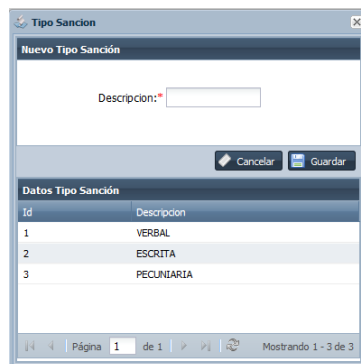 Tipo Sancion
Nuevo Tipo Sanción
Descripcion:*
Cancelar Guardar
Datos Tipo Sanción
Id Descripcion
1 VERBAL
2 ESCRITA
3 PECUNIARIA
Página 1 de 1 Mostrando 1 - 3 de 3